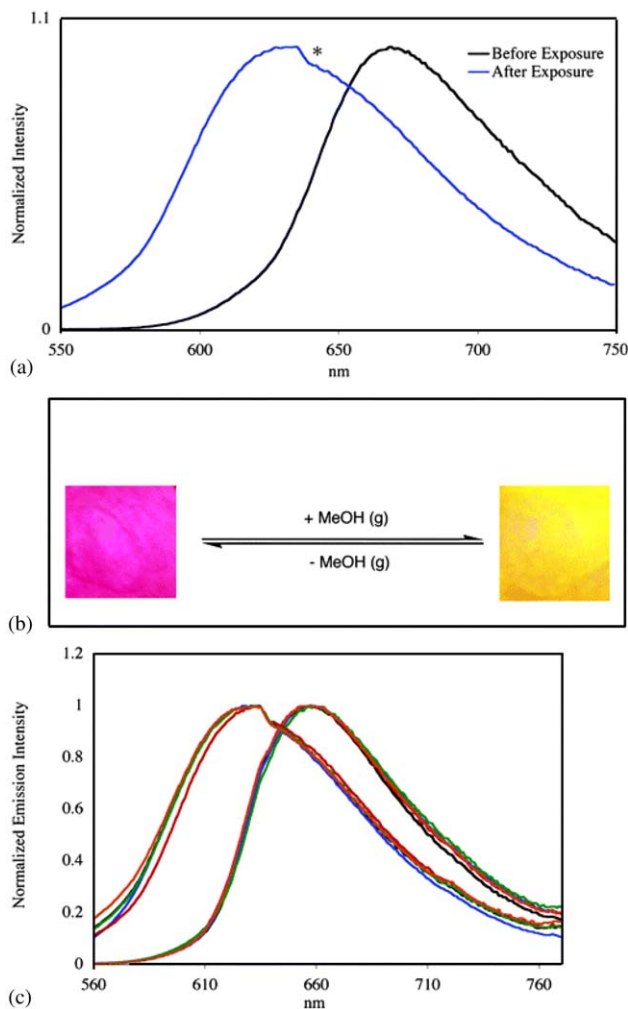 1.1
*
Before Exposure
After Exposure
Normalized Intensity
0
550 600 650 700 750
nm
(a)
+ MeOH (g)
- MeOH (g)
(b)
1.2
1
0.8
0.6
0.4
0.2
0
Normalized Emission Intensity
560 610 660 710 760
nm
(c)